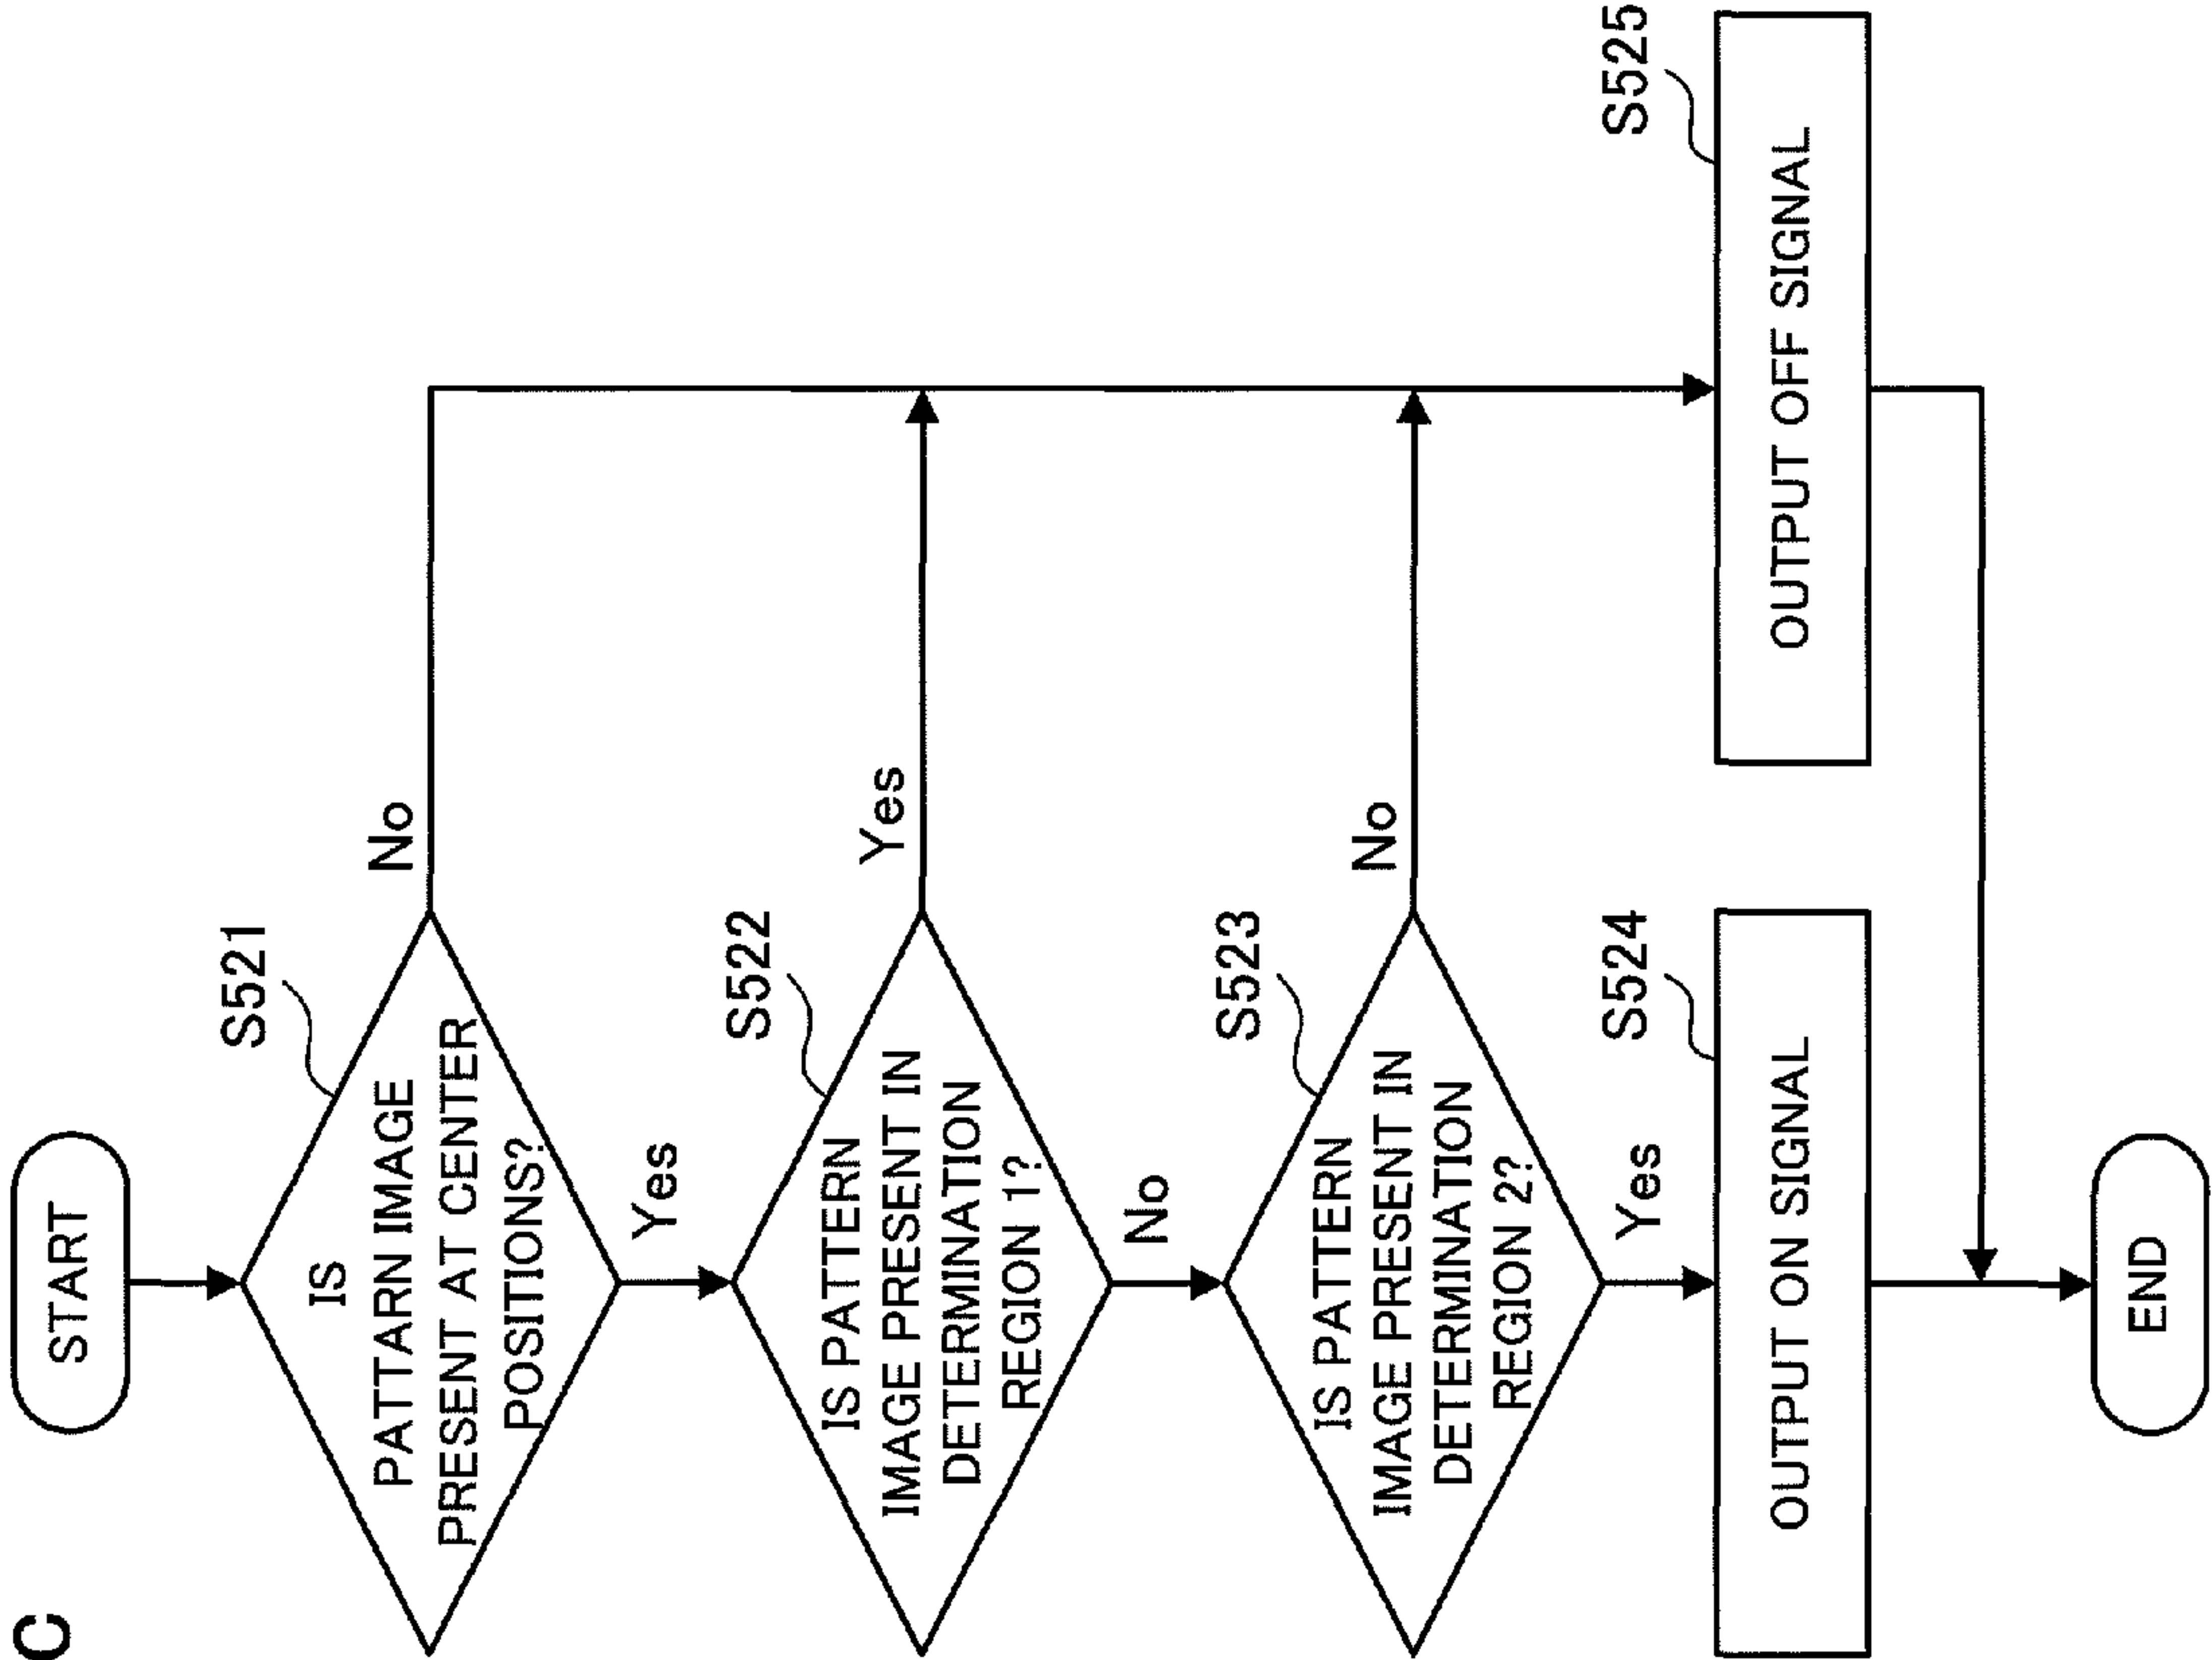 C
START
S521
IS
PATTARN IMAGE
PRESENT AT CENTER
POSITIONS?
No
Yes
S522
IS PATTERN
IMAGE PRESENT IN
DETERMINATION
REGION 1?
Yes
No
S523
IS PATTERN
IMAGE PRESENT IN
DETERMINATION
REGION 2?
No
Yes
S524
OUTPUT ON SIGNAL
S525
OUTPUT OFF SIGNAL
END